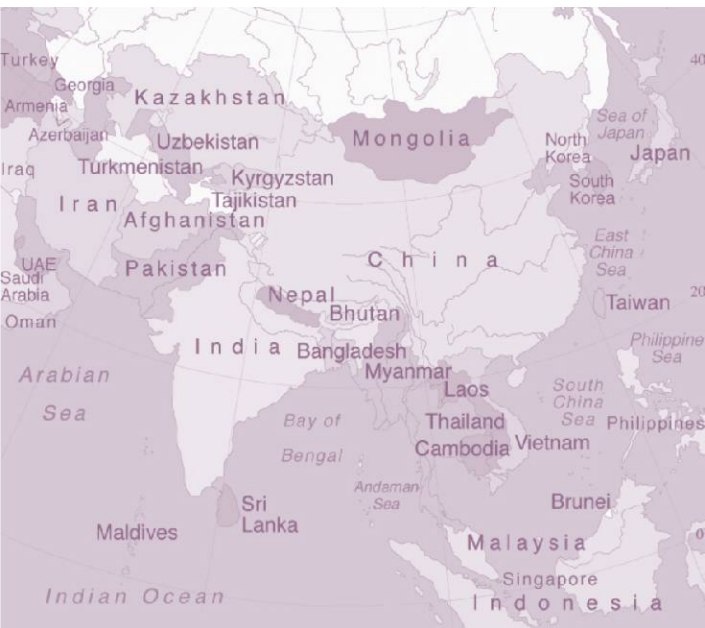 Turkey
40
Georgia
Kazakhstan
Armenia
Sea of
Japan
Mongolia
Azerbaijan
Uzbekistan
North
Korea
Japan
Iraq
Turkmenistan
Kyrgyzstan
South
Korea
Iran
Tajikistan
Afghanistan
East
China
Sea
China
UAE
Pakistan
Saudi
Arabia
Nepal
20
Taiwan
Oman
Bhutan
Philippine
Sea
India
Bangladesh
Myanmar
Arabian
Sea
Laos
South
China
Sea
Bay of
Bengal
Thailand
Philippines
Cambodia
Vietnam
Andaman
Sea
Sri
Lanka
Brunei
Maldives
Malaysia
0
Singapore
Indian Ocean
Indonesia